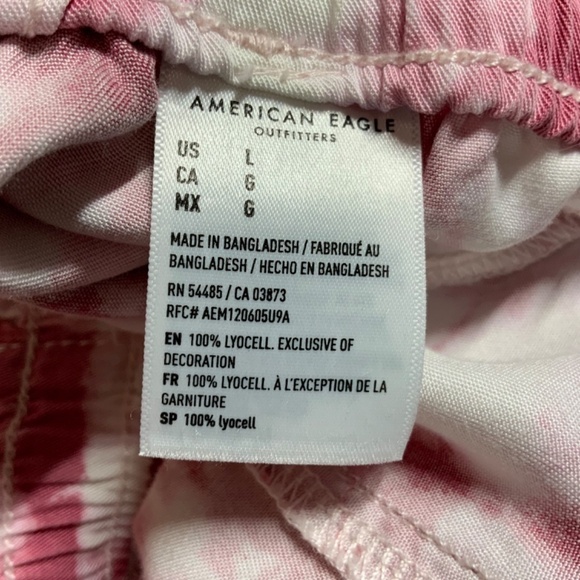 AMERICAN EAGLE
OUTFITTERS
US L
CA G
MX G
MADE IN BANGLADESH / FABRIQUÉ AU
BANGLADESH / HECHO EN BANGLADESH
RN 54485 / CA 03873
RFC# AEM120605U9A
EN 100% LYOCELL. EXCLUSIVE OF
DECORATION
FR 100% LYOCELL. À L'EXCEPTION DE LA
GARNITURE
SP 100% lyocell